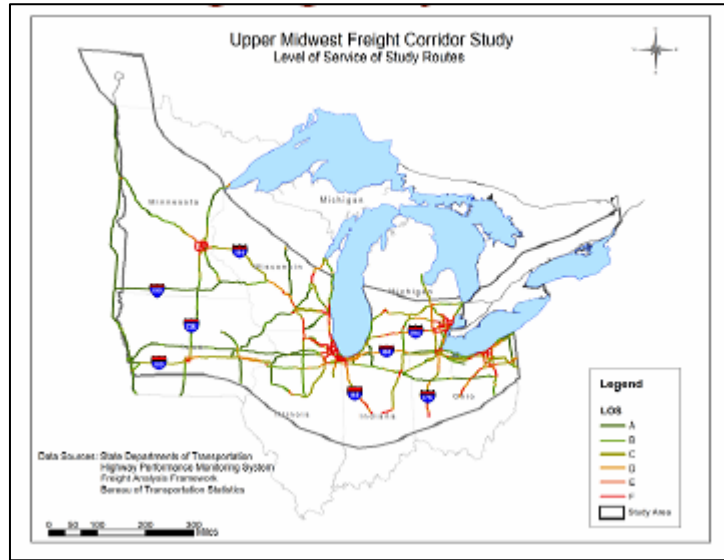 Upper Midwest Freight Corridor Study
Level of Service of Study Routes
Minnesota
Michigan
Wisconsin
Michigan
Illinois
Indiana
Ohio
Legend
LOS
A
B
C
D
E
F
Study Area
Data Sources: State Departments of Transportation
Highway Performance Monitoring System
Freight Analysis Framework
Bureau of Transportation Statistics
0 50 100 200 300
Miles